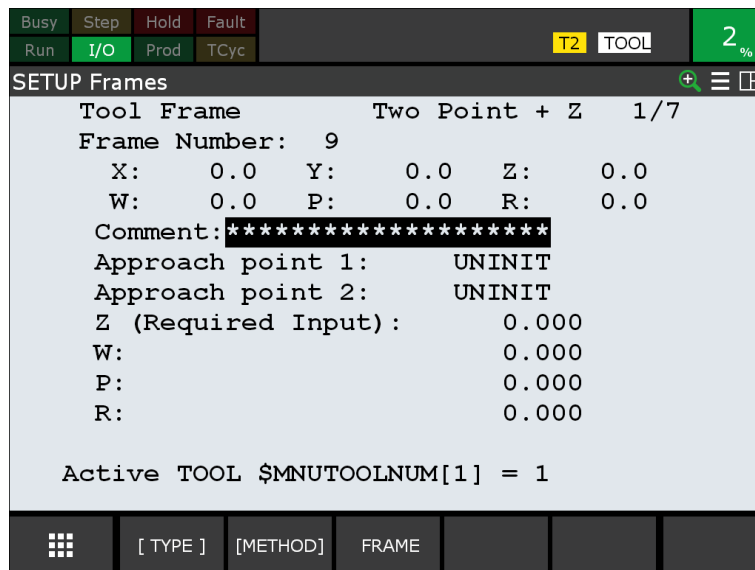 Busy Step Hold Fault
Run I/O Prod TCyc T2 TOOL 2 %
SETUP Frames
Tool Frame Two Point + Z 1/7
Frame Number: 9
X: 0.0 Y: 0.0 Z: 0.0
W: 0.0 P: 0.0 R: 0.0
Comment:********************
Approach point 1: UNINIT
Approach point 2: UNINIT
Z (Required Input): 0.000
W: 0.000
P: 0.000
R: 0.000
Active TOOL $MNUTOOLNUM[1] = 1
[ TYPE ] [METHOD] FRAME